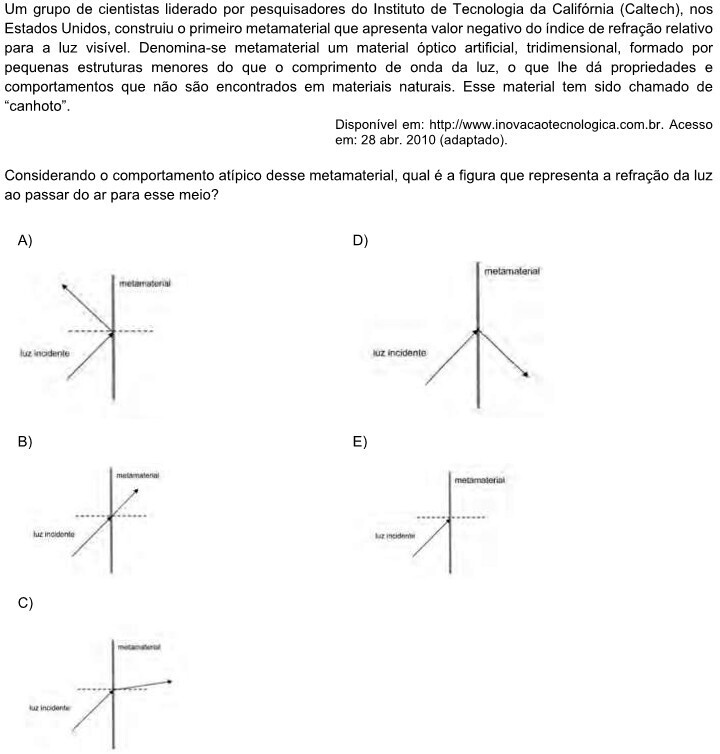 Um grupo de cientistas liderado por pesquisadores do Instituto de Tecnologia da Califórnia (Caltech), nos
Estados Unidos, construiu o primeiro metamaterial que apresenta valor negativo do índice de refração relativo
para a luz visível. Denomina-se metamaterial um material óptico artificial, tridimensional, formado por
pequenas estruturas menores do que o comprimento de onda da luz, o que lhe dá propriedades e
comportamentos que não são encontrados em materiais naturais. Esse material tem sido chamado de
“canhoto”.
Disponível em: http://www.inovacaotecnologica.com.br. Acesso
em: 28 abr. 2010 (adaptado).
Considerando o comportamento atípico desse metamaterial, qual é a figura que representa a refração da luz
ao passar do ar para esse meio?
A)
metamaterial
luz incidente
B)
metamaterial
luz incidente
C)
metamaterial
luz incidente
D)
metamaterial
luz incidente
E)
metamaterial
luz incidente